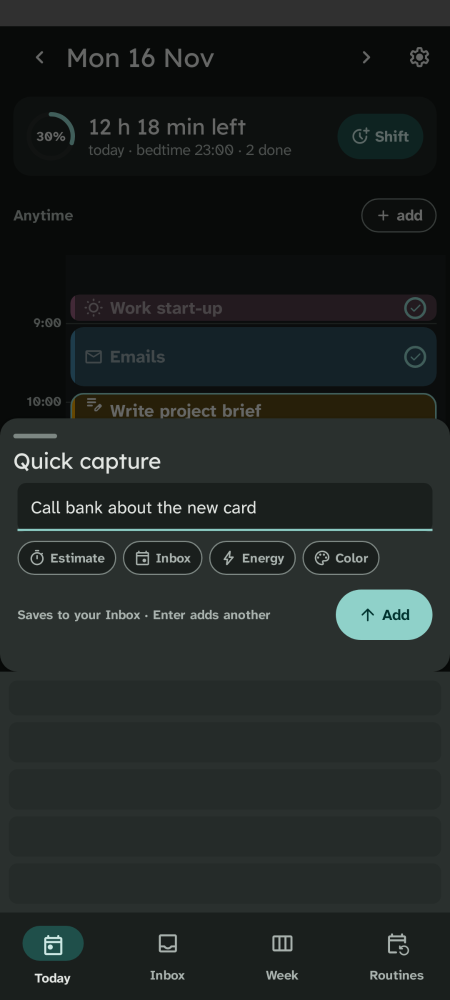 Mon 16 Nov
30%
12 h 18 min left
today · bedtime 23:00 · 2 done
Shift
Anytime
add
Work start-up
9:00
Emails
10:00
Write project brief
Quick capture
Call bank about the new card
Estimate
Inbox
Energy
Color
Saves to your Inbox · Enter adds another
Add
Today
Inbox
Week
Routines